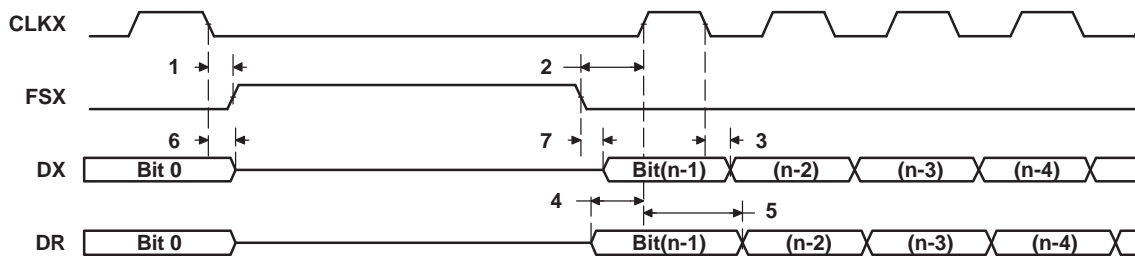 CLKX
1 2
FSX
6 7 3
DX Bit 0 Bit(n-1) (n-2) (n-3) (n-4)
4 5
DR Bit 0 Bit(n-1) (n-2) (n-3) (n-4)